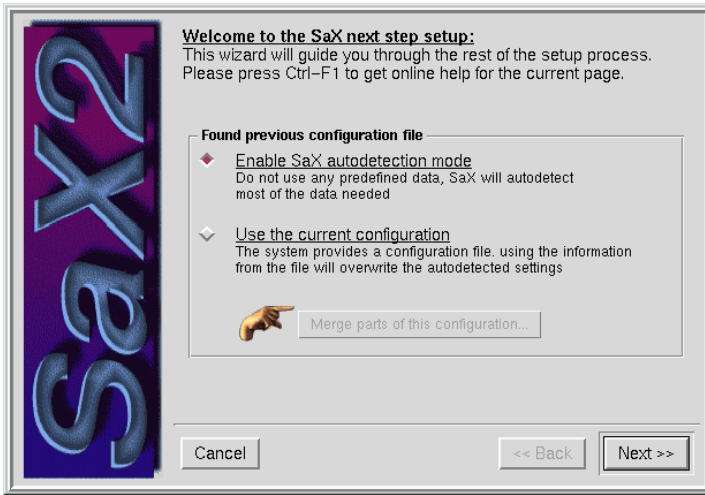 SaX2
Welcome to the SaX next step setup:
This wizard will guide you through the rest of the setup process.
Please press Ctrl-F1 to get online help for the current page.
Found previous configuration file
Enable SaX autodetection mode
Do not use any predefined data, SaX will autodetect
most of the data needed
Use the current configuration
The system provides a configuration file. using the information
from the file will overwrite the autodetected settings
Merge parts of this configuration...
Cancel
<< Back
Next >>